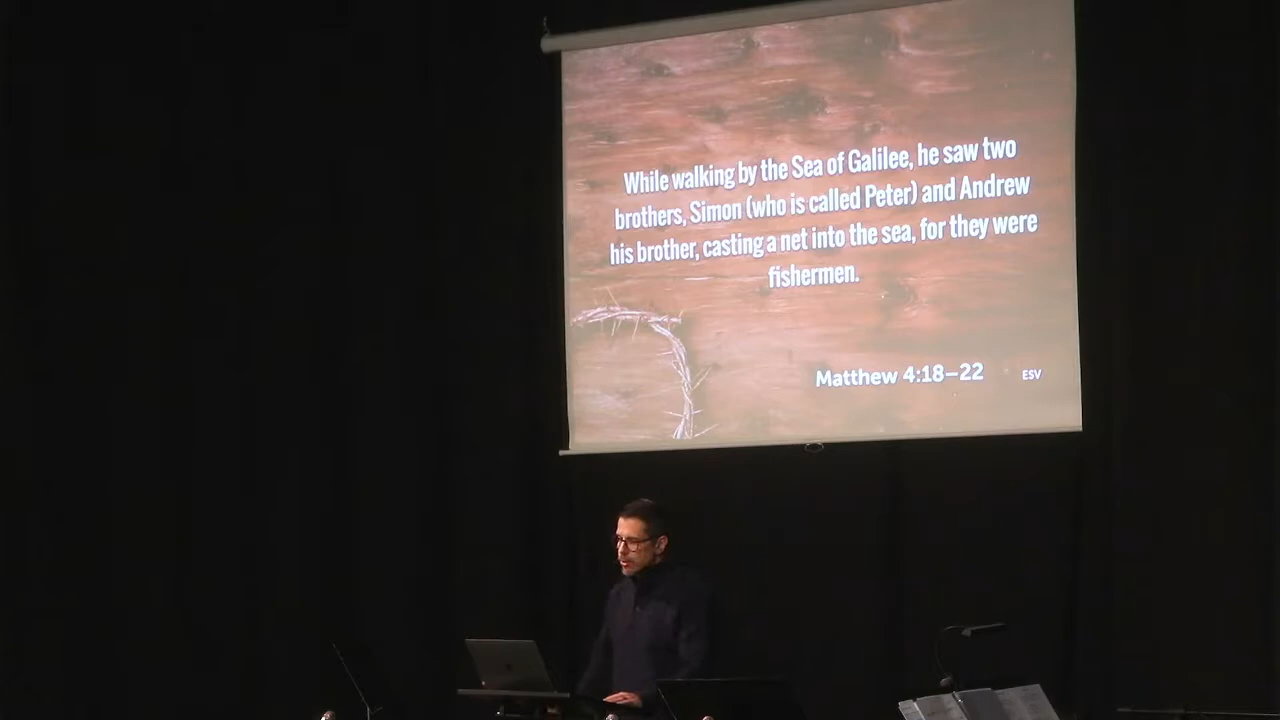 While walking by the Sea of Galilee, he saw two
brothers, Simon (who is called Peter) and Andrew
his brother, casting a net into the sea, for they were
fishermen.
Matthew 4:18–22 ESV